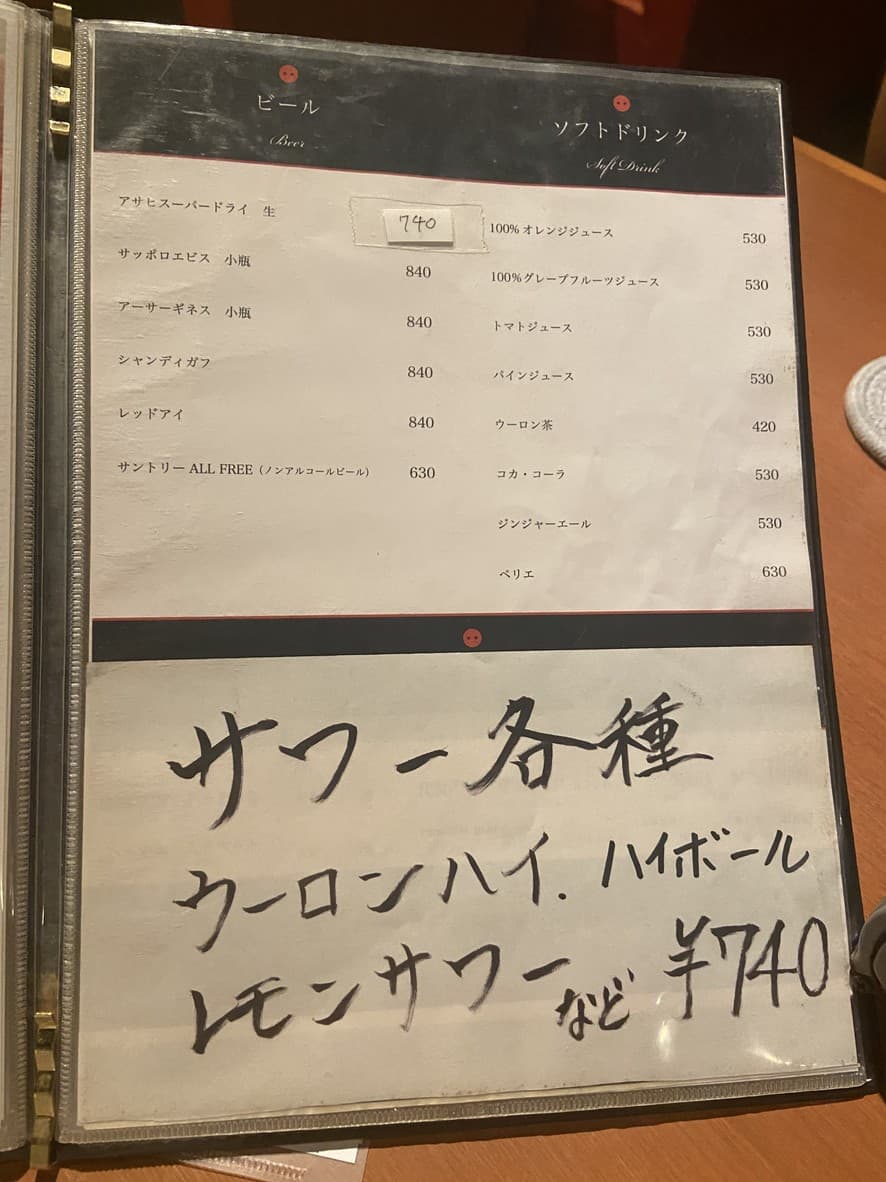 ビール
Beer
アサヒスーパードライ　生 740
サッポロエビス　小瓶 840
アーサーギネス　小瓶 840
シャンディガフ 840
レッドアイ 840
サントリー ALL FREE（ノンアルコールビール） 630
ソフトドリンク
Soft Drink
100% オレンジジュース 530
100%グレープフルーツジュース 530
トマトジュース 530
パインジュース 530
ウーロン茶 420
コカ・コーラ 530
ジンジャーエール 530
ペリエ 630
サワー各種
ウーロンハイ. ハイボール
レモンサワーなど ¥740